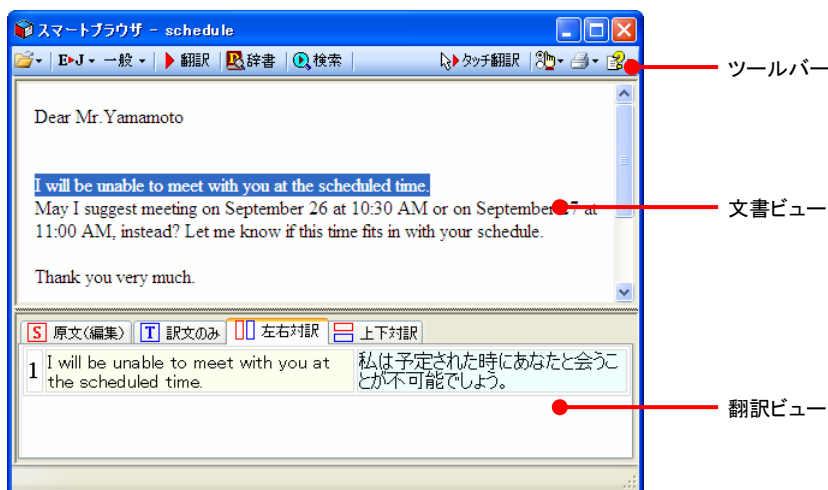 スマートブラウザ - schedule
E▶J 一般 翻訳 辞書 検索 タッチ翻訳
ツールバー
Dear Mr.Yamamoto
I will be unable to meet with you at the scheduled time.
May I suggest meeting on September 26 at 10:30 AM or on September 27 at
11:00 AM, instead? Let me know if this time fits in with your schedule.
文書ビュー
Thank you very much.
S 原文(編集) T 訳文のみ 左右対訳 上下対訳
1 I will be unable to meet with you at
the scheduled time.
私は予定された時にあなたと会うこ
とが不可能でしょう。
翻訳ビュー